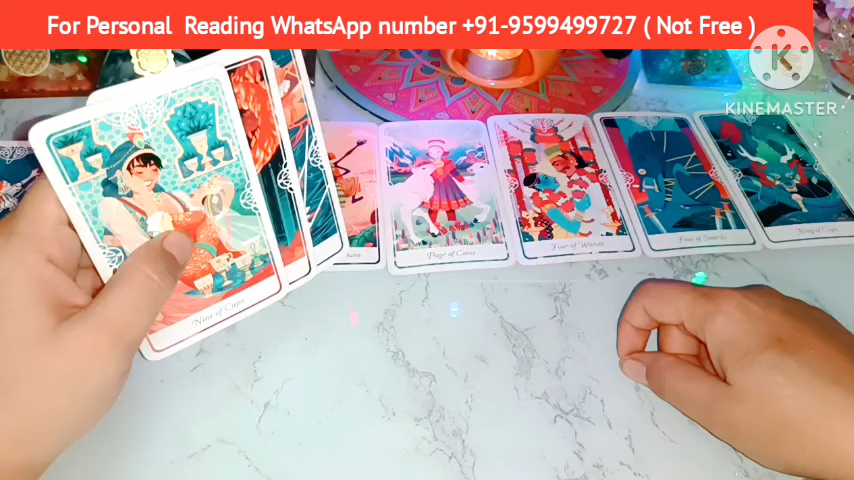 For Personal Reading WhatsApp number +91-9599499727 ( Not Free )
K
KINEMASTER
Nine of Cups
Page of Coins
Four of Wands
Four of Swords
King of Cups